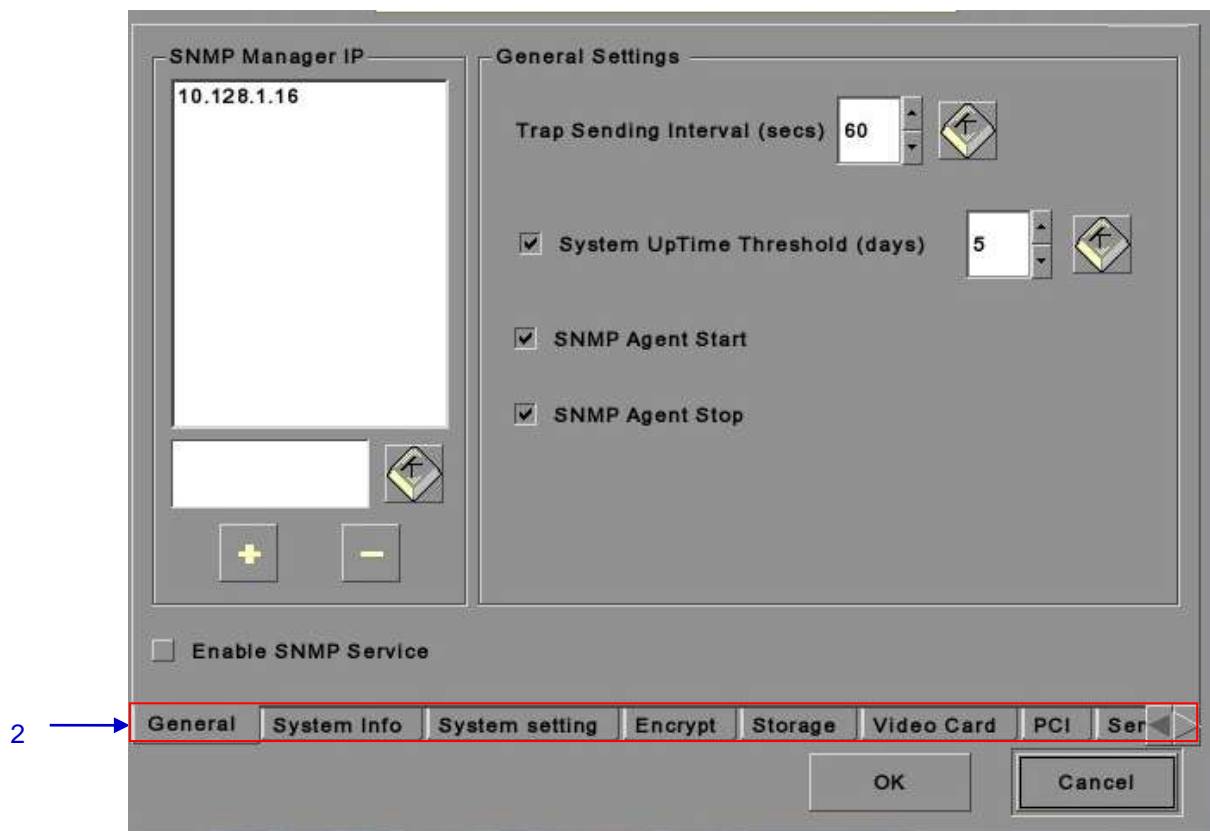 SNMP Manager IP
10.128.1.16
General Settings
Trap Sending Interval (secs) 60
System UpTime Threshold (days) 5
SNMP Agent Start
SNMP Agent Stop
+ −
Enable SNMP Service
2
General System Info System setting Encrypt Storage Video Card PCI Ser
OK Cancel